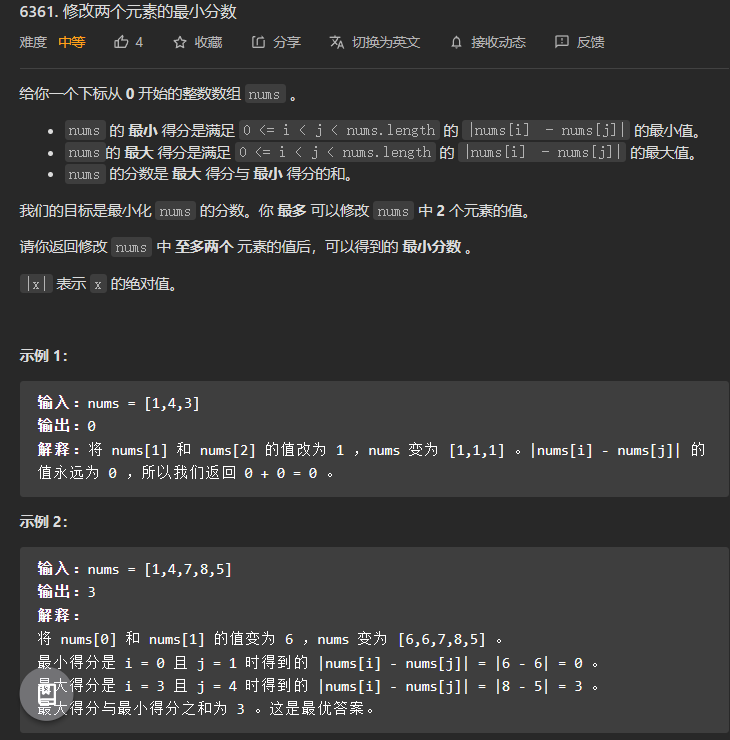 6361. 修改两个元素的最小分数
难度 中等 4 收藏 分享 切换为英文 接收动态 反馈
给你一个下标从 0 开始的整数数组 nums 。
• nums 的 最小 得分是满足 0 <= i < j < nums.length 的 |nums[i] - nums[j]| 的最小值。
• nums 的 最大 得分是满足 0 <= i < j < nums.length 的 |nums[i] - nums[j]| 的最大值。
• nums 的分数是 最大 得分与 最小 得分的和。
我们的目标是最小化 nums 的分数。你 最多 可以修改 nums 中 2 个元素的值。
请你返回修改 nums 中 至多两个 元素的值后，可以得到的 最小分数 。
|x| 表示 x 的绝对值。
示例 1：
输入：nums = [1,4,3]
输出：0
解释：将 nums[1] 和 nums[2] 的值改为 1 ，nums 变为 [1,1,1] 。|nums[i] - nums[j]| 的
值永远为 0 ，所以我们返回 0 + 0 = 0 。
示例 2：
输入：nums = [1,4,7,8,5]
输出：3
解释：
将 nums[0] 和 nums[1] 的值变为 6 ，nums 变为 [6,6,7,8,5] 。
最小得分是 i = 0 且 j = 1 时得到的 |nums[i] - nums[j]| = |6 - 6| = 0 。
最大得分是 i = 3 且 j = 4 时得到的 |nums[i] - nums[j]| = |8 - 5| = 3 。
最大得分与最小得分之和为 3 。这是最优答案。